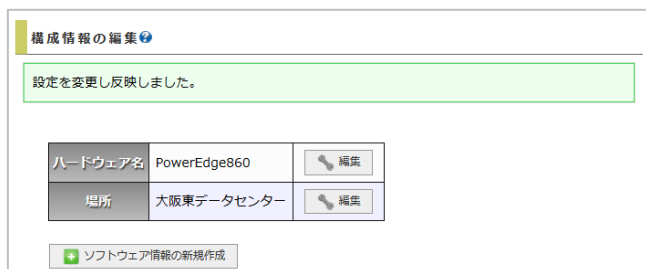 構成情報の編集?
設定を変更し反映しました。
ハードウェア名 PowerEdge860 編集
場所 大阪東データセンター 編集
ソフトウェア情報の新規作成